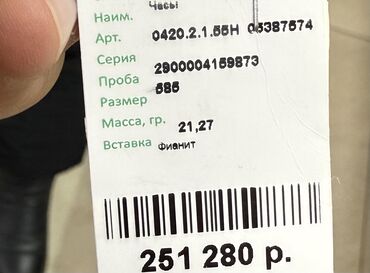 Наим. Часы
Арт. 0420.2.1.55Н 05387574
Серия 2900004159873
Проба 585
Размер
Масса, гр. 21,27
Вставка Фианит
251 280 р.